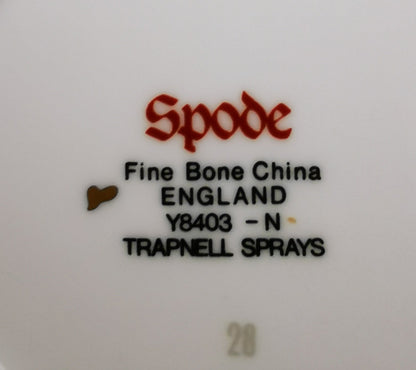 Spode
Fine Bone China
ENGLAND
Y8403 - N
TRAPNELL SPRAYS
28